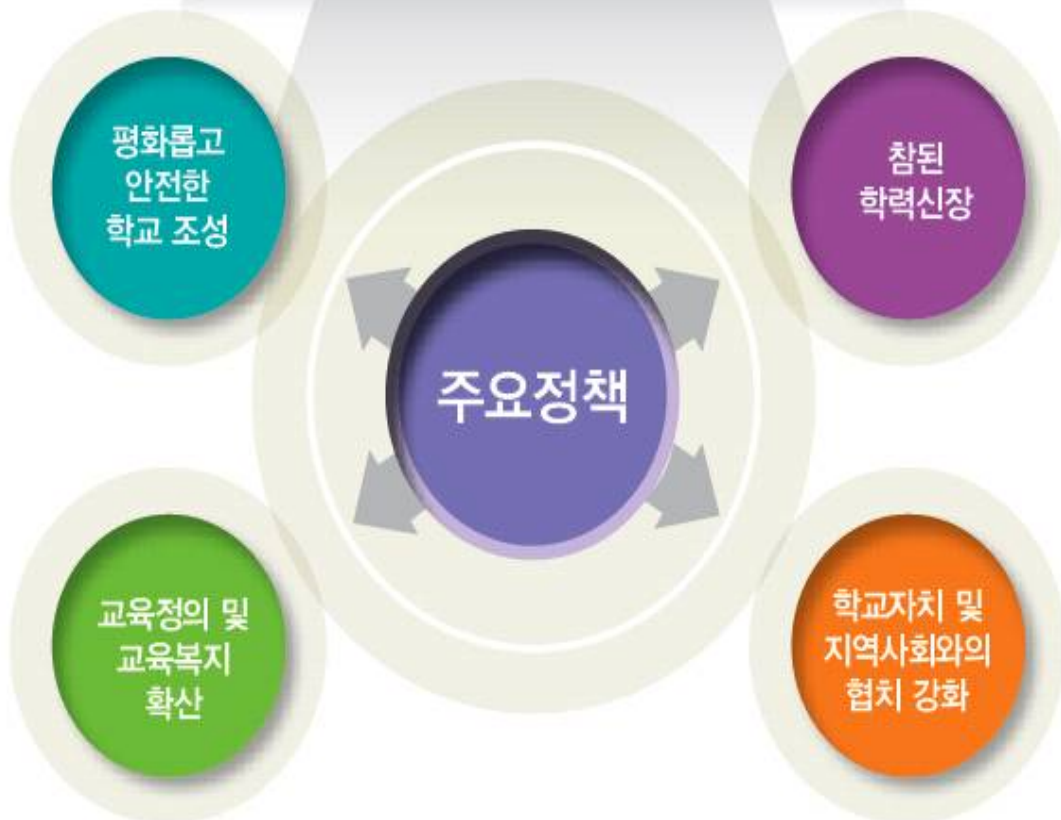 평화롭고
안전한
학교 조성
참된
학력신장
주요정책
교육정의 및
교육복지
확산
학교자치 및
지역사회와의
협치 강화